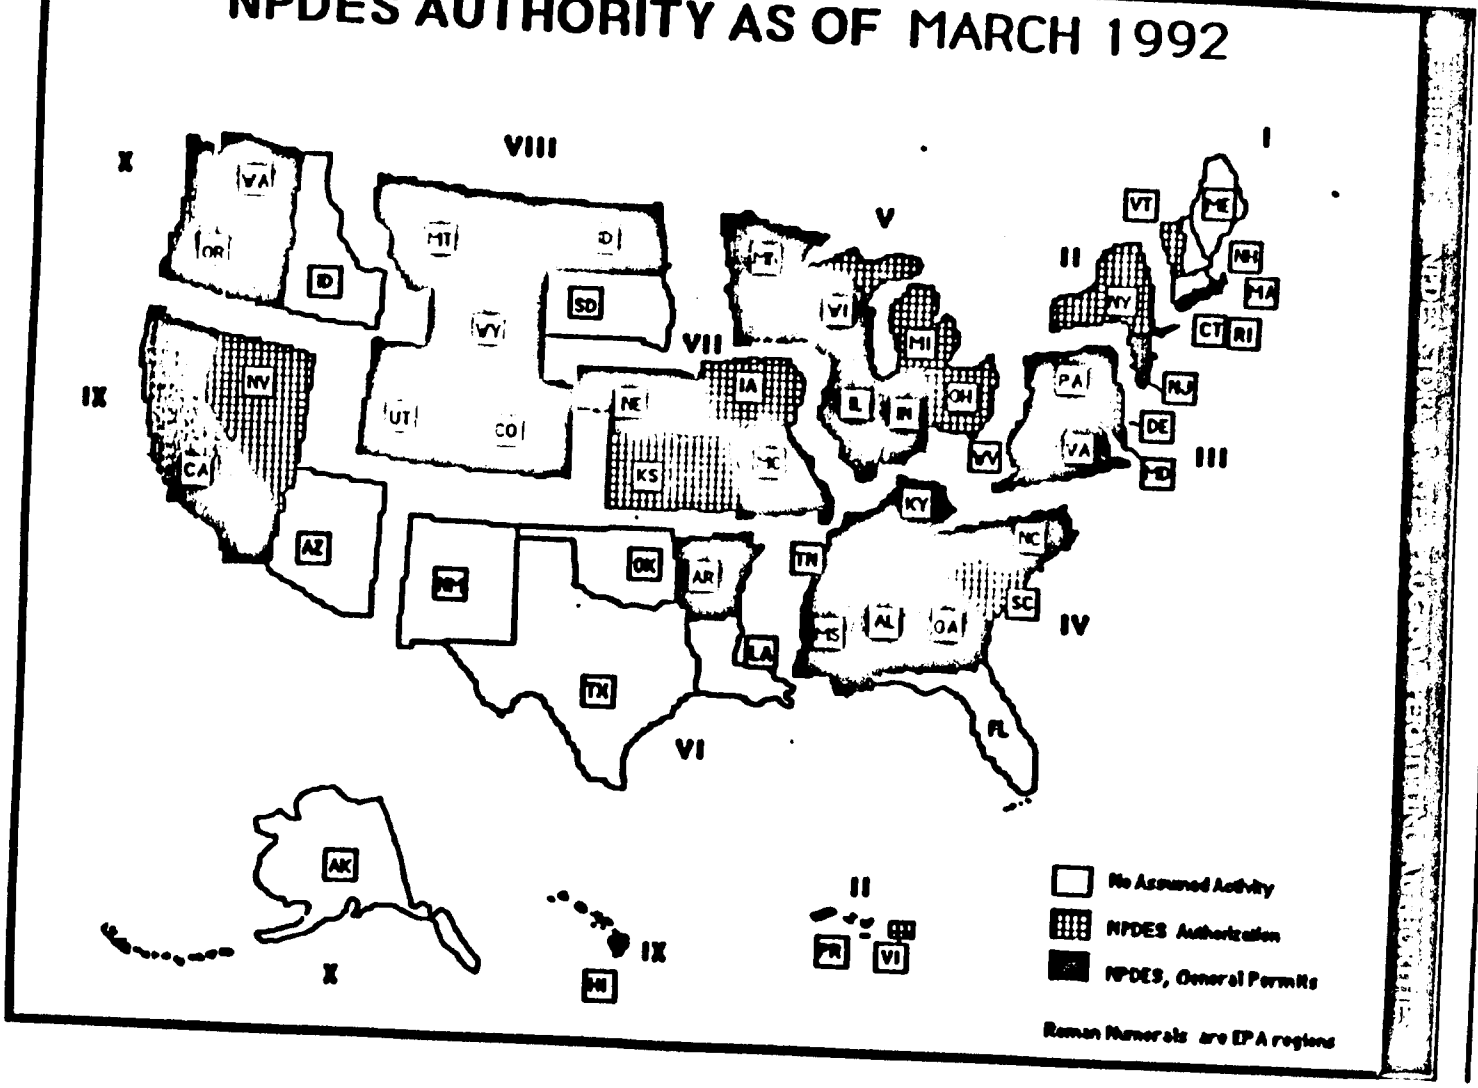 NPDES AUTHORITY AS OF MARCH 1992
I
X
VIII
WA
VT
ME
V
MT
OR
II
NH
ID
WI
NY
MA
SD
WY
CT
RI
VII
MI
IX
NV
IA
PA
NJ
NE
IL
IN
OH
UT
CO
DE
VA
WV
III
CA
KS
MD
KY
AZ
NC
OK
TN
NM
AR
SC
MS
AL
GA
IV
LA
TX
FL
VI
AK
II
No Assumed Activity
NPDES Authorization
IX
PR
VI
X
HI
NPDES, General Permits
Roman Numerals are EPA regions